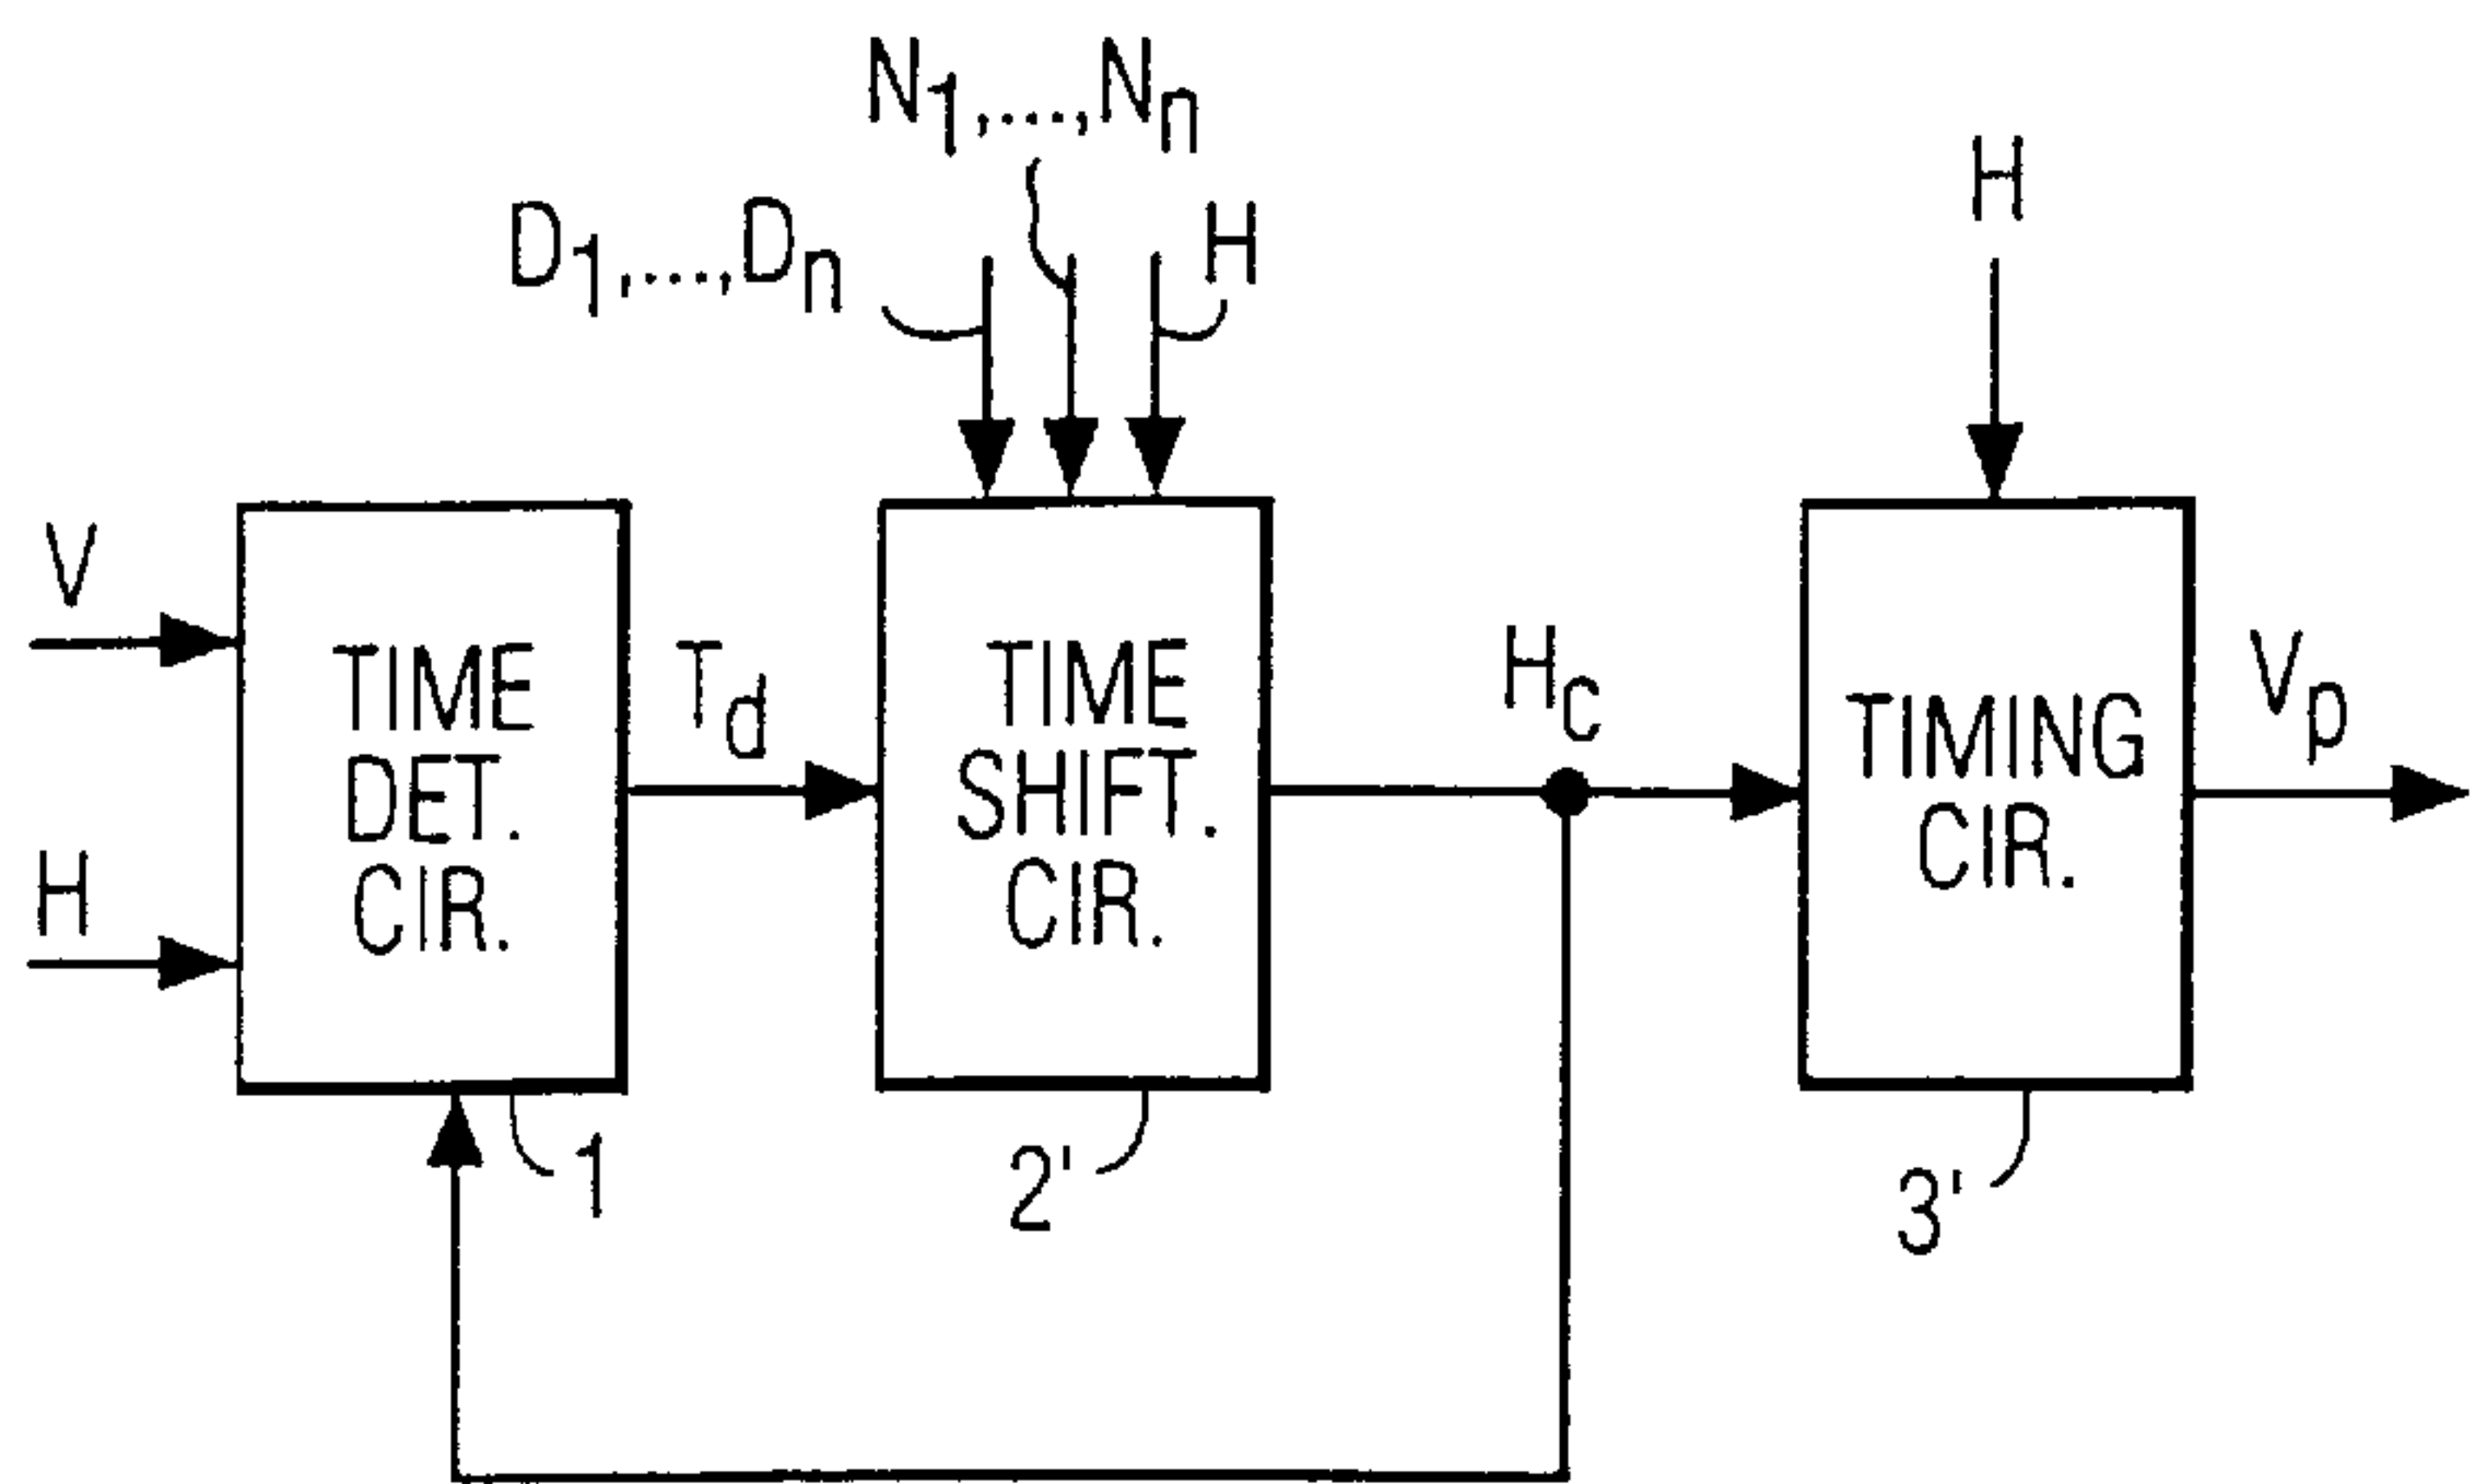 N1,....,Nn
D1,....,Dn
H
H
V
H
TIME
DET.
CIR.
Td
TIME
SHIFT.
CIR.
Hc
TIMING
CIR.
Vp
1
2'
3'